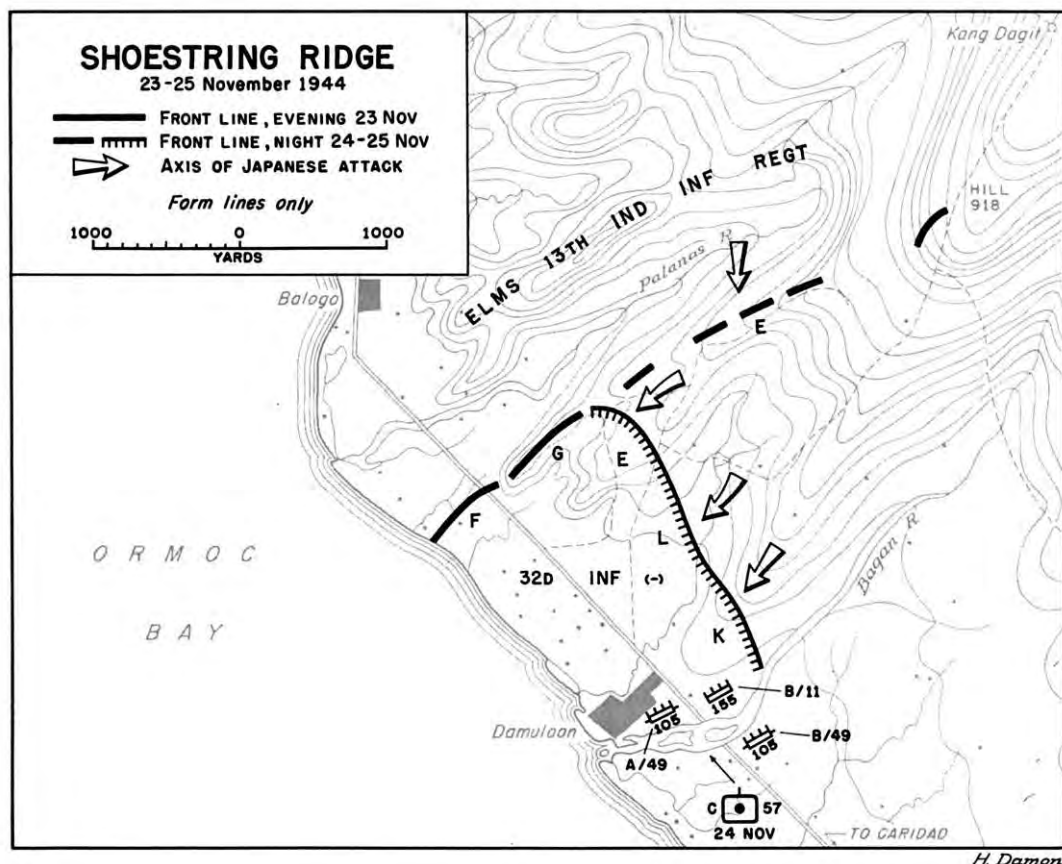 SHOESTRING RIDGE
23-25 November 1944
FRONT LINE, EVENING 23 NOV
FRONT LINE, NIGHT 24-25 NOV
AXIS OF JAPANESE ATTACK
Form lines only
1000 0 1000
YARDS
Kang Dagit
HILL
918
ELMS 13TH IND INF REGT
Palanas R
Balogo
E
G
E
F
L
ORMOC
BAY
32D INF (-)
K
Bagan R
B/11
155
105
Damulaan
B/49
105
A/49
C 57
24 NOV
TO CARIDAD
H. Damon